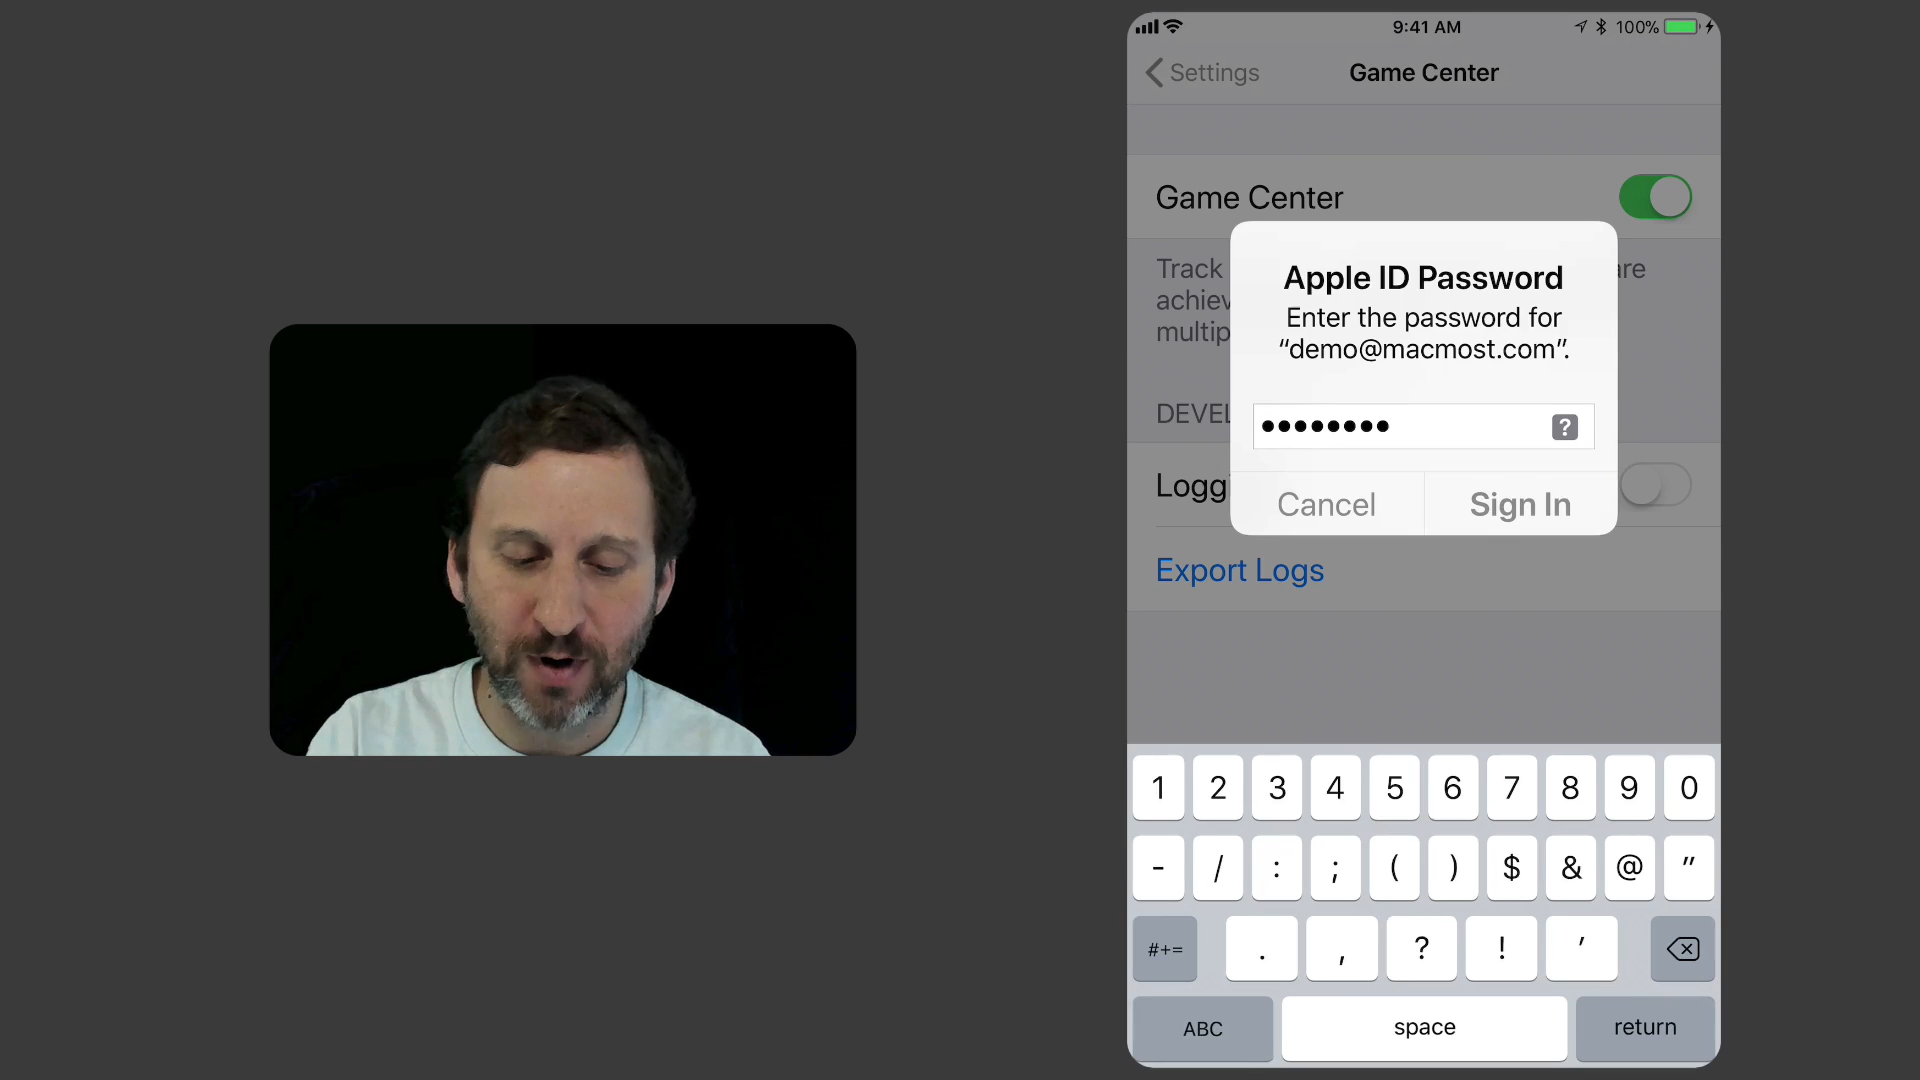 9:41 AM
100%
Settings
Game Center
Game Center
Track
are
achiev
multip
Apple ID Password
Enter the password for
“demo@macmost.com”.
DEVEL
••••••••
?
Loggi
Cancel
Sign In
Export Logs
1 2 3 4 5 6 7 8 9 0
- / : ; ( ) $ & @ "
#+= . , ? ! '
ABC space return